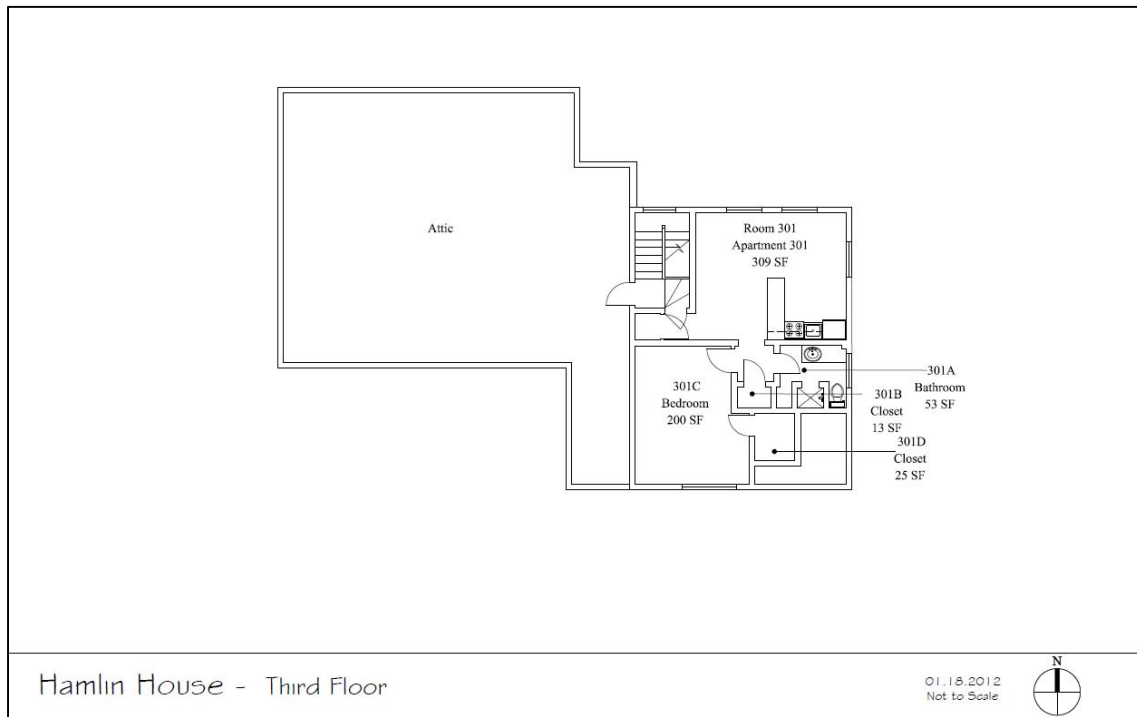 Attic
Room 301
Apartment 301
309 SF
301C
Bedroom
200 SF
301A
Bathroom
53 SF
301B
Closet
13 SF
301D
Closet
25 SF
Hamlin House - Third Floor
01.18.2012
Not to Scale
N